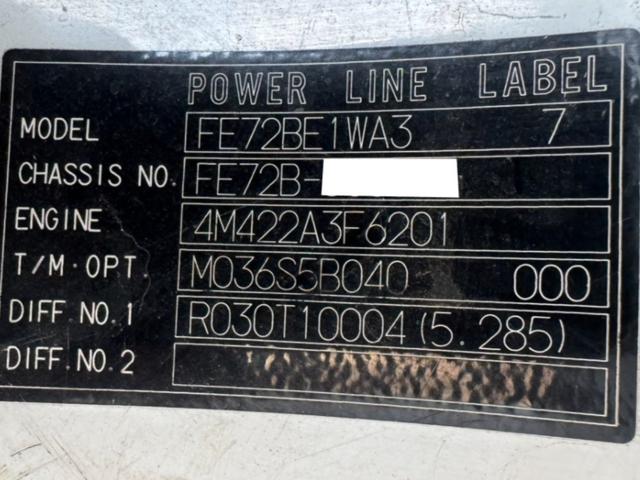 POWER LINE LABEL
MODEL FE72BE1WA3 7
CHASSIS NO. FE72B-
ENGINE 4M422A3F6201
T/M·OPT. M036S5B040 000
DIFF.NO.1 R030T10004(5.285)
DIFF.NO.2